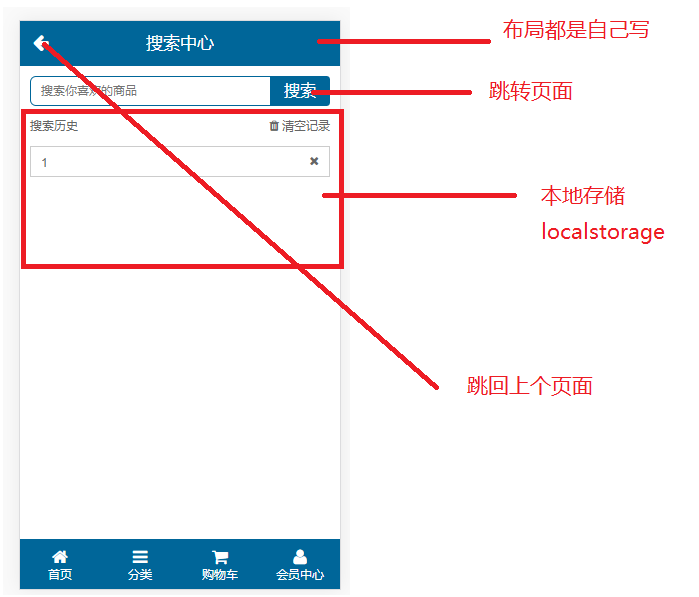 搜索中心
布局都是自己写
搜索你喜欢的商品
搜索
跳转页面
搜索历史
清空记录
1
本地存储
localstorage
跳回上个页面
首页
分类
购物车
会员中心